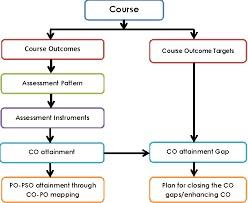 Course
Course Outcomes
Course Outcome Targets
Assessment Pattern
Assessment Instruments
CO attainment
CO attainment Gap
PO-PSO attainment through
CO-PO mapping
Plan for closing the CO
gaps/enhancing CO